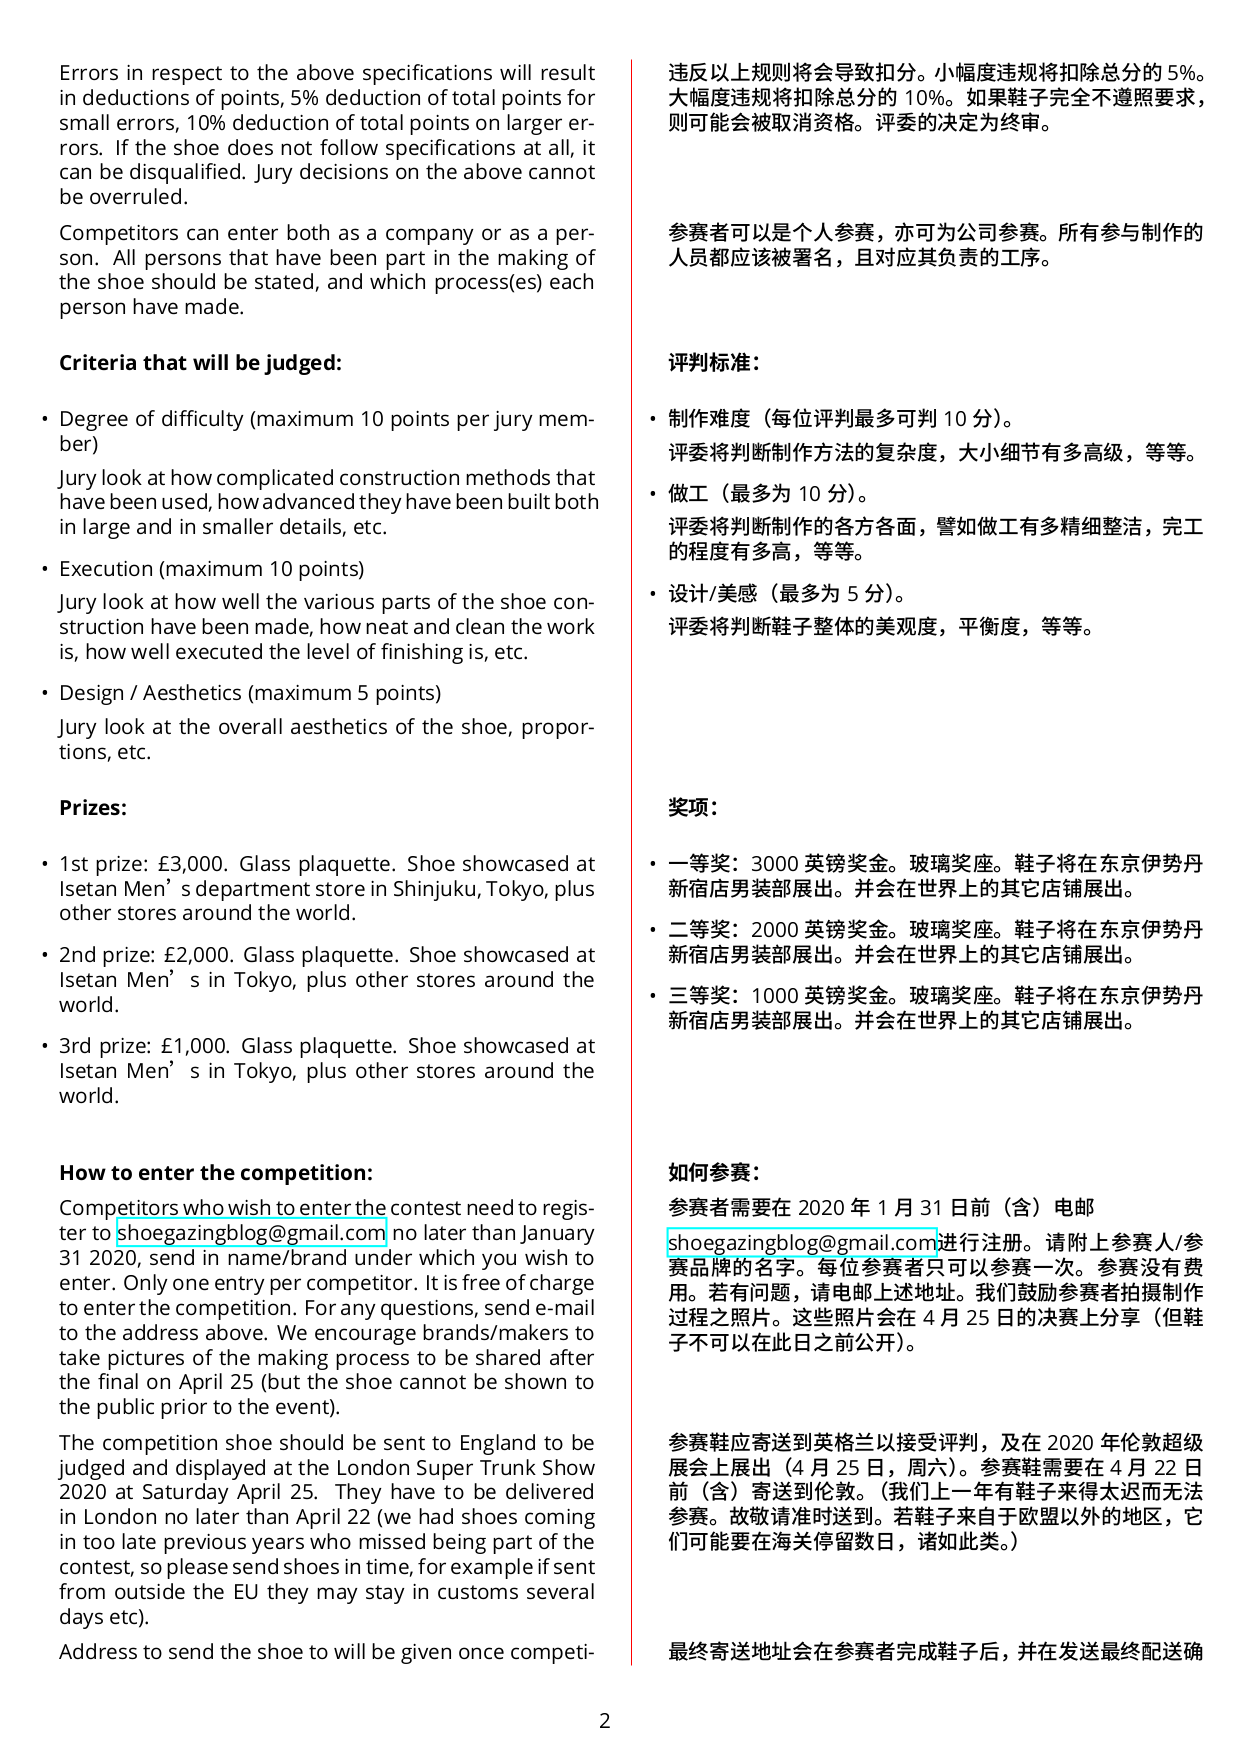 Errors in respect to the above specifications will result
in deductions of points, 5% deduction of total points for
small errors, 10% deduction of total points on larger er-
rors. If the shoe does not follow specifications at all, it
can be disqualified. Jury decisions on the above cannot
be overruled.
Competitors can enter both as a company or as a per-
son. All persons that have been part in the making of
the shoe should be stated, and which process(es) each
person have made.
Criteria that will be judged:
• Degree of difficulty (maximum 10 points per jury mem-
ber)
Jury look at how complicated construction methods that
have been used, how advanced they have been built both
in large and in smaller details, etc.
• Execution (maximum 10 points)
Jury look at how well the various parts of the shoe con-
struction have been made, how neat and clean the work
is, how well executed the level of finishing is, etc.
• Design / Aesthetics (maximum 5 points)
Jury look at the overall aesthetics of the shoe, propor-
tions, etc.
Prizes:
• 1st prize: £3,000. Glass plaquette. Shoe showcased at
Isetan Men’s department store in Shinjuku, Tokyo, plus
other stores around the world.
• 2nd prize: £2,000. Glass plaquette. Shoe showcased at
Isetan Men’s in Tokyo, plus other stores around the
world.
• 3rd prize: £1,000. Glass plaquette. Shoe showcased at
Isetan Men’s in Tokyo, plus other stores around the
world.
How to enter the competition:
Competitors who wish to enter the contest need to regis-
ter to shoegazingblog@gmail.com no later than January
31 2020, send in name/brand under which you wish to
enter. Only one entry per competitor. It is free of charge
to enter the competition. For any questions, send e-mail
to the address above. We encourage brands/makers to
take pictures of the making process to be shared after
the final on April 25 (but the shoe cannot be shown to
the public prior to the event).
The competition shoe should be sent to England to be
judged and displayed at the London Super Trunk Show
2020 at Saturday April 25. They have to be delivered
in London no later than April 22 (we had shoes coming
in too late previous years who missed being part of the
contest, so please send shoes in time, for example if sent
from outside the EU they may stay in customs several
days etc).
Address to send the shoe to will be given once competi-
违反以上规则将会导致扣分。小幅度违规将扣除总分的 5%。
大幅度违规将扣除总分的 10%。如果鞋子完全不遵照要求，
则可能会被取消资格。评委的决定为终审。
参赛者可以是个人参赛，亦可为公司参赛。所有参与制作的
人员都应该被署名，且对应其负责的工序。
评判标准：
• 制作难度（每位评判最多可判 10 分）。
评委将判断制作方法的复杂度，大小细节有多高级，等等。
• 做工（最多为 10 分）。
评委将判断制作的各方各面，譬如做工有多精细整洁，完工
的程度有多高，等等。
• 设计/美感（最多为 5 分）。
评委将判断鞋子整体的美观度，平衡度，等等。
奖项：
• 一等奖：3000 英镑奖金。玻璃奖座。鞋子将在东京伊势丹
新宿店男装部展出。并会在世界上的其它店铺展出。
• 二等奖：2000 英镑奖金。玻璃奖座。鞋子将在东京伊势丹
新宿店男装部展出。并会在世界上的其它店铺展出。
• 三等奖：1000 英镑奖金。玻璃奖座。鞋子将在东京伊势丹
新宿店男装部展出。并会在世界上的其它店铺展出。
如何参赛：
参赛者需要在 2020 年 1 月 31 日前（含）电邮
shoegazingblog@gmail.com进行注册。请附上参赛人/参
赛品牌的名字。每位参赛者只可以参赛一次。参赛没有费
用。若有问题，请电邮上述地址。我们鼓励参赛者拍摄制作
过程之照片。这些照片会在 4 月 25 日的决赛上分享（但鞋
子不可以在此日之前公开）。
参赛鞋应寄送到英格兰以接受评判，及在 2020 年伦敦超级
展会上展出（4 月 25 日，周六）。参赛鞋需要在 4 月 22 日
前（含）寄送到伦敦。（我们上一年有鞋子来得太迟而无法
参赛。故敬请准时送到。若鞋子来自于欧盟以外的地区，它
们可能要在海关停留数日，诸如此类。）
最终寄送地址会在参赛者完成鞋子后，并在发送最终配送确
2